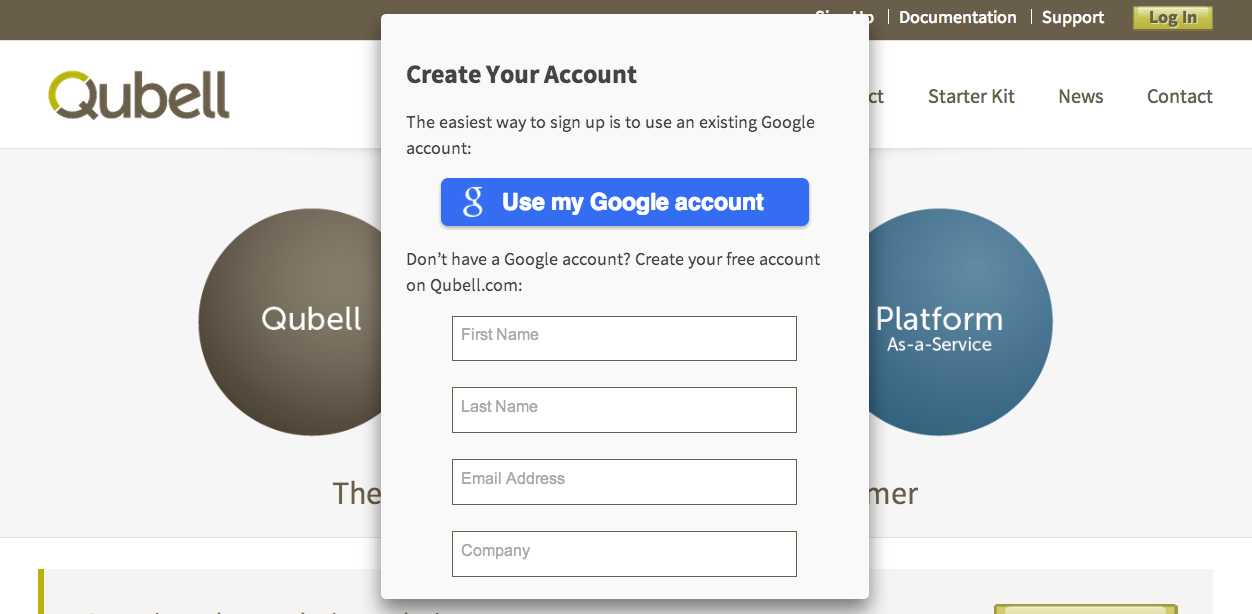 Sign Up Documentation Support Log In
Qubell
Starter Kit News Contact
Create Your Account
The easiest way to sign up is to use an existing Google
account:
g Use my Google account
Don’t have a Google account? Create your free account
on Qubell.com:
First Name
Last Name
Email Address
Company
Qubell
Platform
As-a-Service
The